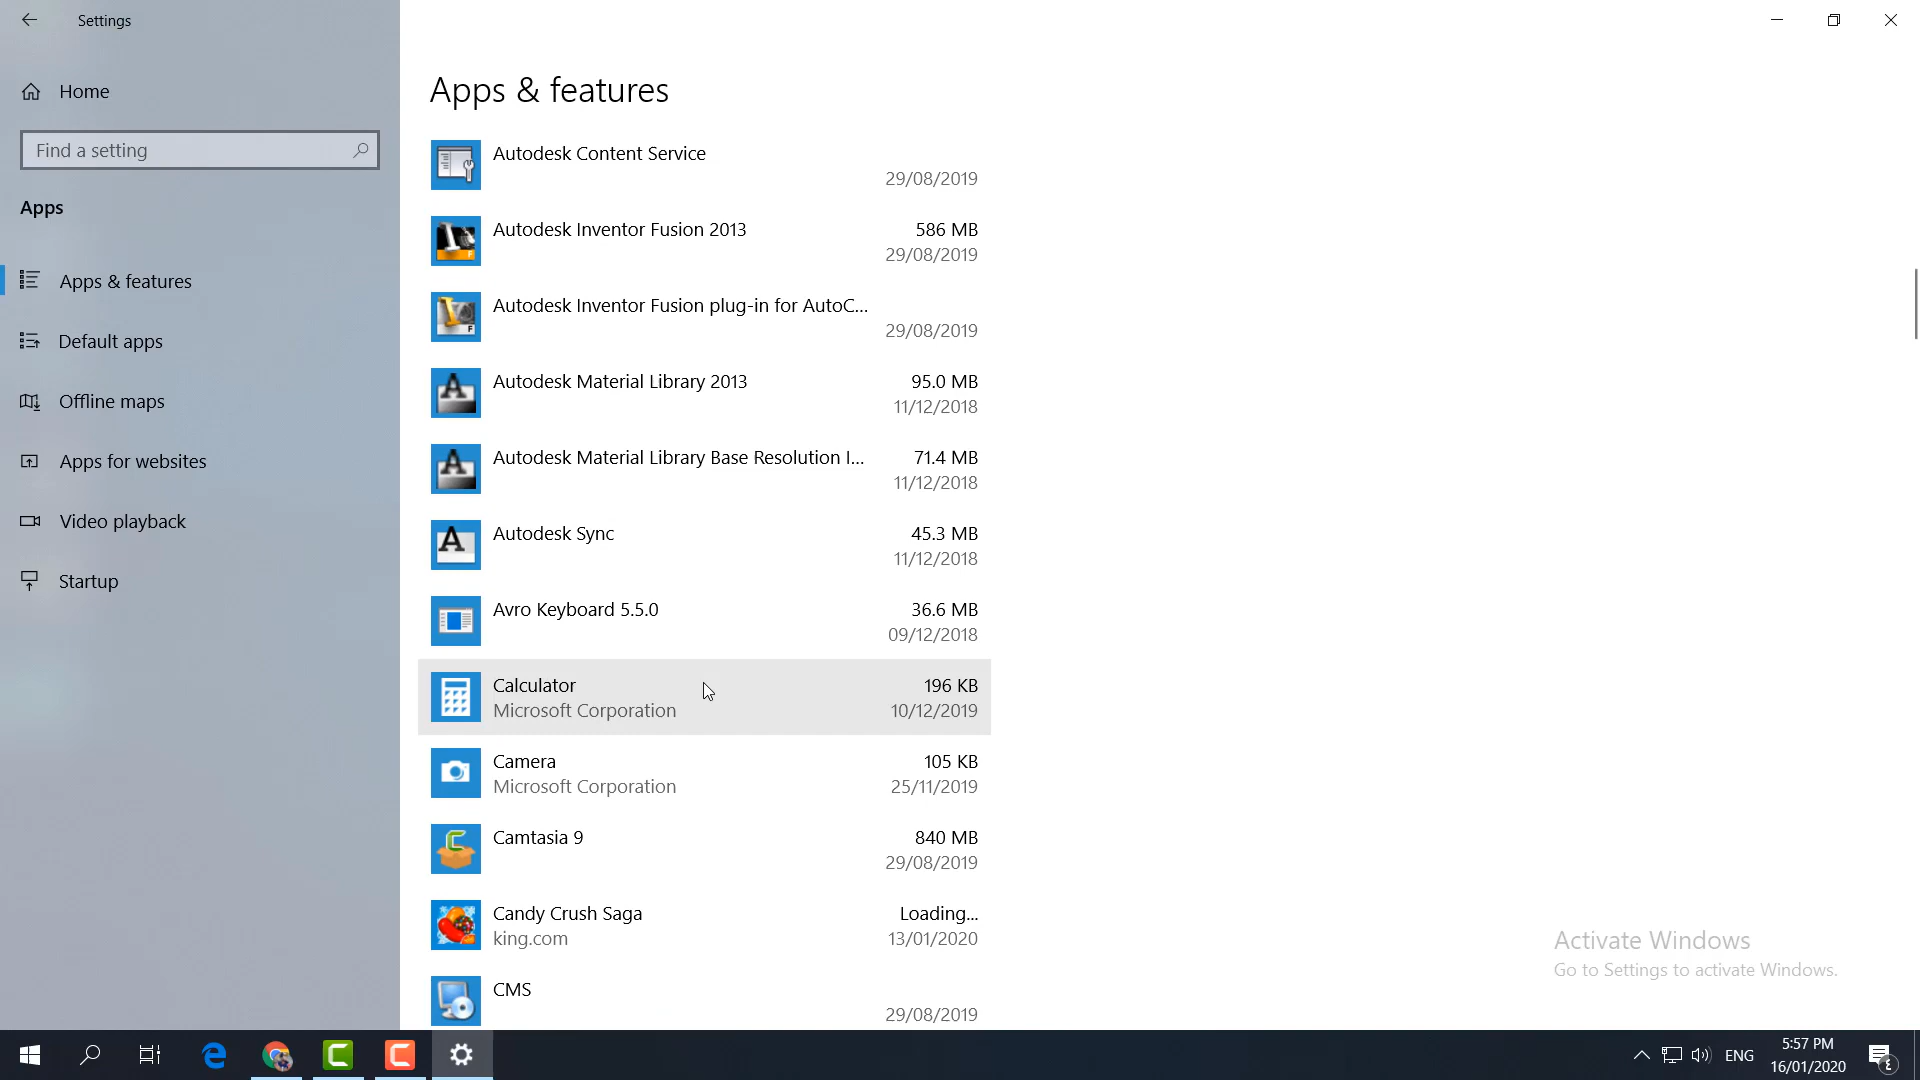 Settings
Home
Find a setting
Apps
Apps & features
Default apps
Offline maps
Apps for websites
Video playback
Startup
Apps & features
Autodesk Content Service
29/08/2019
Autodesk Inventor Fusion 2013 586 MB
29/08/2019
Autodesk Inventor Fusion plug-in for AutoC...
29/08/2019
Autodesk Material Library 2013 95.0 MB
11/12/2018
Autodesk Material Library Base Resolution I... 71.4 MB
11/12/2018
Autodesk Sync 45.3 MB
11/12/2018
Avro Keyboard 5.5.0 36.6 MB
09/12/2018
Calculator 196 KB
Microsoft Corporation 10/12/2019
Camera 105 KB
Microsoft Corporation 25/11/2019
Camtasia 9 840 MB
29/08/2019
Candy Crush Saga Loading...
king.com 13/01/2020
CMS
29/08/2019
Activate Windows
Go to Settings to activate Windows.
ENG
5:57 PM
16/01/2020
٤